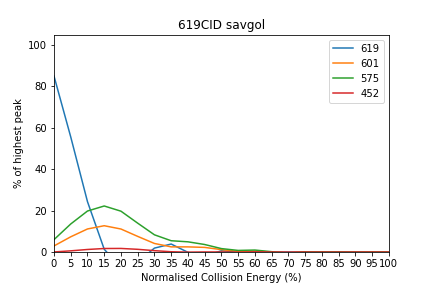 619CID savgol
100
80
60
40
20
0
% of highest peak
619
601
575
452
0 5 10 15 20 25 30 35 40 45 50 55 60 65 70 75 80 85 90 95 100
Normalised Collision Energy (%)